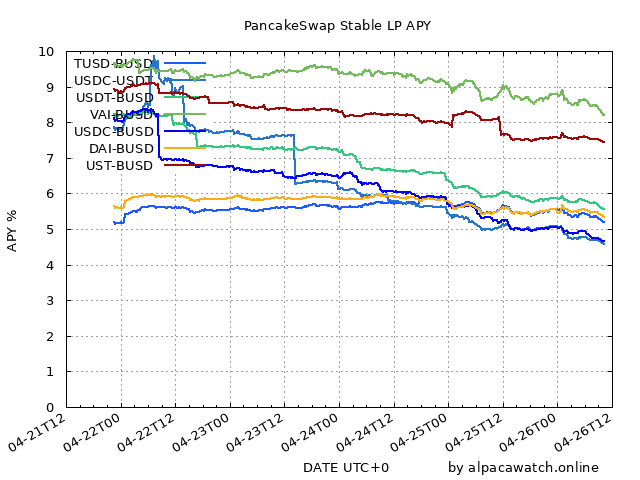 PancakeSwap Stable LP APY
10
9
8
7
6
5
4
3
2
1
0
APY %
TUSD-BUSD
USDC-USDT
USDT-BUSD
VAI-BUSD
USDC-BUSD
DAI-BUSD
UST-BUSD
04-21T12
04-22T00
04-22T12
04-23T00
04-23T12
04-24T00
04-24T12
04-25T00
04-25T12
04-26T00
04-26T12
DATE UTC+0
by alpacawatch.online